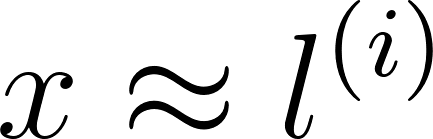 x ≈ l^{(i)}